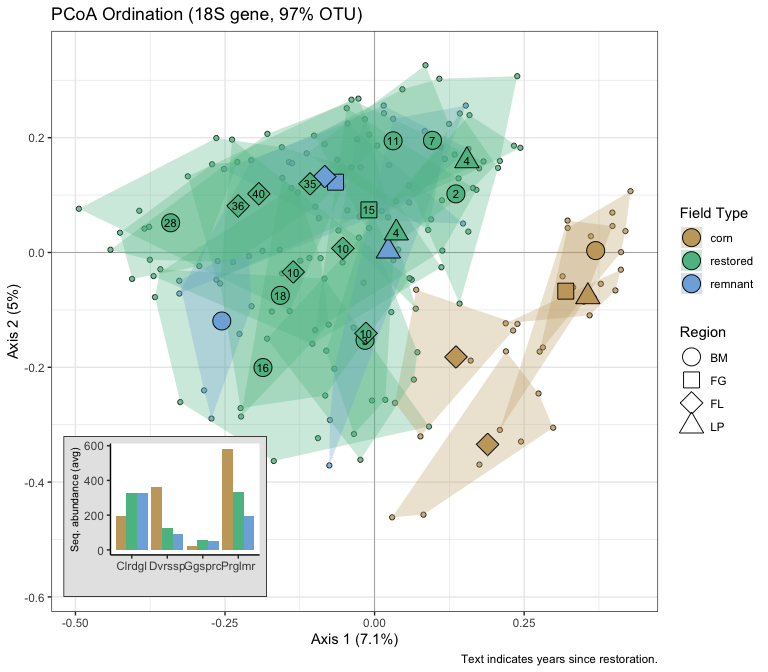 PCoA Ordination (18S gene, 97% OTU)
Axis 2 (5%)
0.2
0.0
-0.2
-0.4
-0.6
11
7
4
2
40
35
36
28
15
4
10
10
18
10
3
16
Seq. abundance (avg)
600
400
200
0
Clrdgl
Dvrssp
Ggsprc
Prglmr
-0.50
-0.25
0.00
0.25
Axis 1 (7.1%)
Text indicates years since restoration.
Field Type
corn
restored
remnant
Region
BM
FG
FL
LP